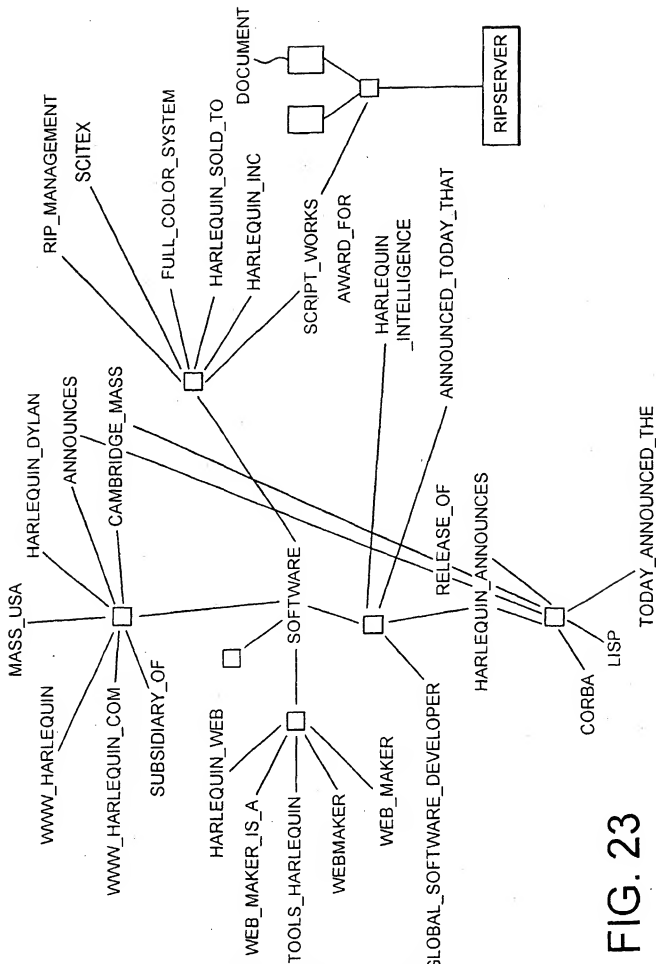 MASS_USA
HARLEQUIN_DYLAN
ANNOUNCES
CAMBRIDGE_MASS
WWW_HARLEQUIN
WWW_HARLEQUIN_COM
SUBSIDIARY_OF
RIP_MANAGEMENT
SCITEX
FULL_COLOR_SYSTEM
HARLEQUIN_SOLD_TO
HARLEQUIN_INC
SCRIPT_WORKS
AWARD_FOR
DOCUMENT
RIPSERVER
SOFTWARE
HARLEQUIN_WEB
WEB_MAKER_IS_A
TOOLS_HARLEQUIN
WEBMAKER
WEB_MAKER
GLOBAL_SOFTWARE_DEVELOPER
HARLEQUIN
_INTELLIGENCE
ANNOUNCED_TODAY_THAT
RELEASE_OF
HARLEQUIN_ANNOUNCES
CORBA
LISP
TODAY_ANNOUNCED_THE
FIG. 23